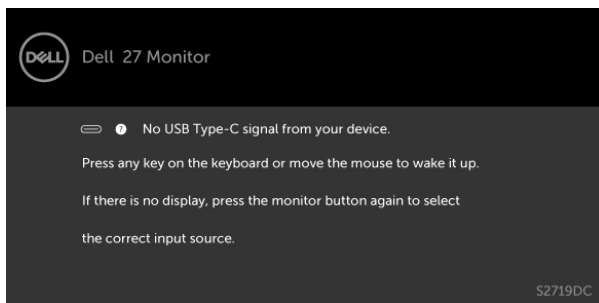 DELL
Dell 27 Monitor
? No USB Type-C signal from your device.
Press any key on the keyboard or move the mouse to wake it up.
If there is no display, press the monitor button again to select
the correct input source.
S2719DC